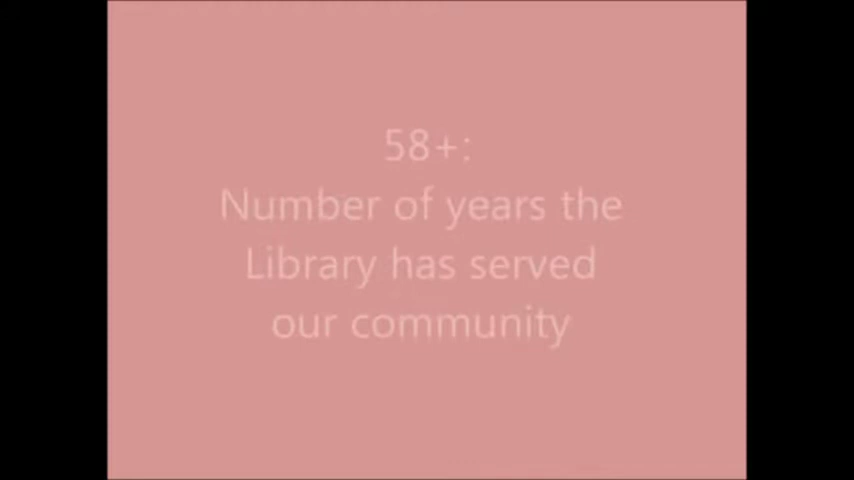 58+:
Number of years the
Library has served
our community